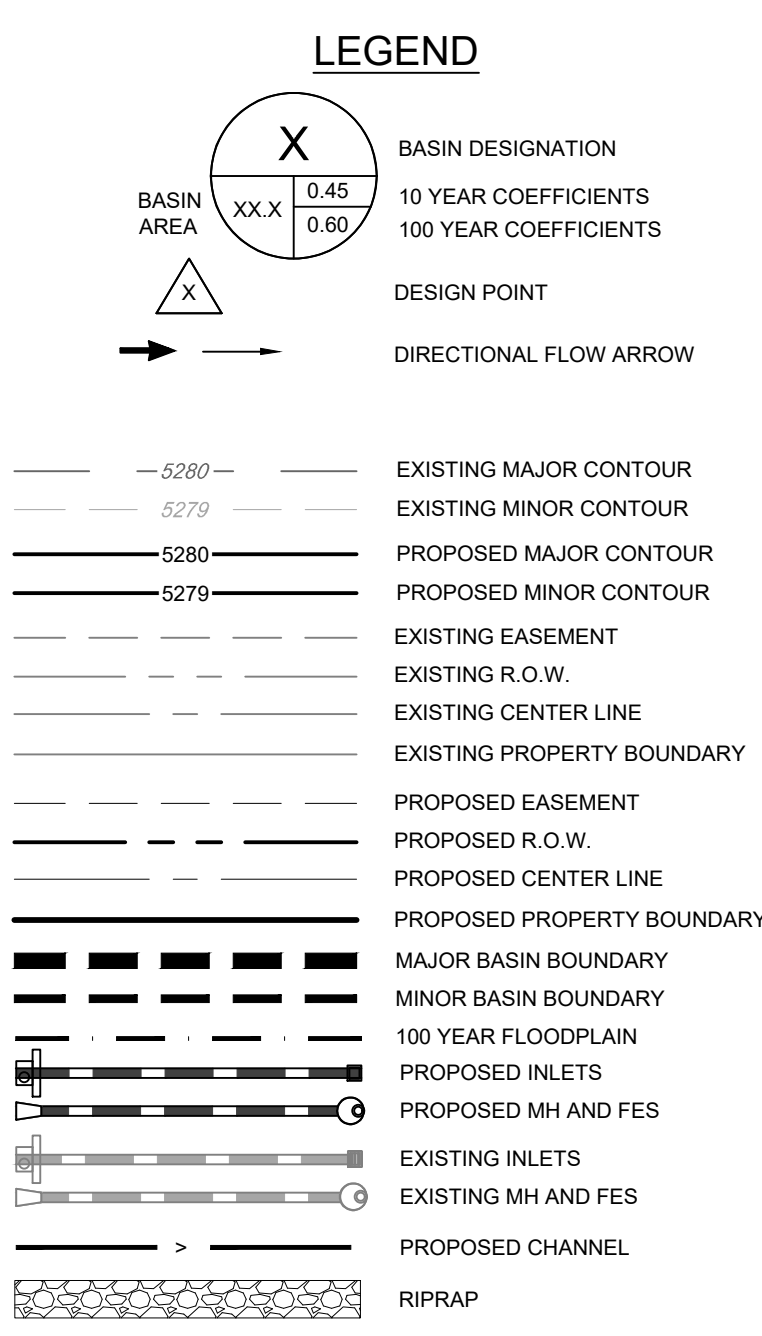 LEGEND
X
BASIN DESIGNATION
BASIN
AREA
XX.X
0.45
10 YEAR COEFFICIENTS
0.60
100 YEAR COEFFICIENTS
X
DESIGN POINT
DIRECTIONAL FLOW ARROW
5280 EXISTING MAJOR CONTOUR
5279 EXISTING MINOR CONTOUR
5280 PROPOSED MAJOR CONTOUR
5279 PROPOSED MINOR CONTOUR
EXISTING EASEMENT
EXISTING R.O.W.
EXISTING CENTER LINE
EXISTING PROPERTY BOUNDARY
PROPOSED EASEMENT
PROPOSED R.O.W.
PROPOSED CENTER LINE
PROPOSED PROPERTY BOUNDARY
MAJOR BASIN BOUNDARY
MINOR BASIN BOUNDARY
100 YEAR FLOODPLAIN
PROPOSED INLETS
PROPOSED MH AND FES
EXISTING INLETS
EXISTING MH AND FES
> PROPOSED CHANNEL
RIPRAP